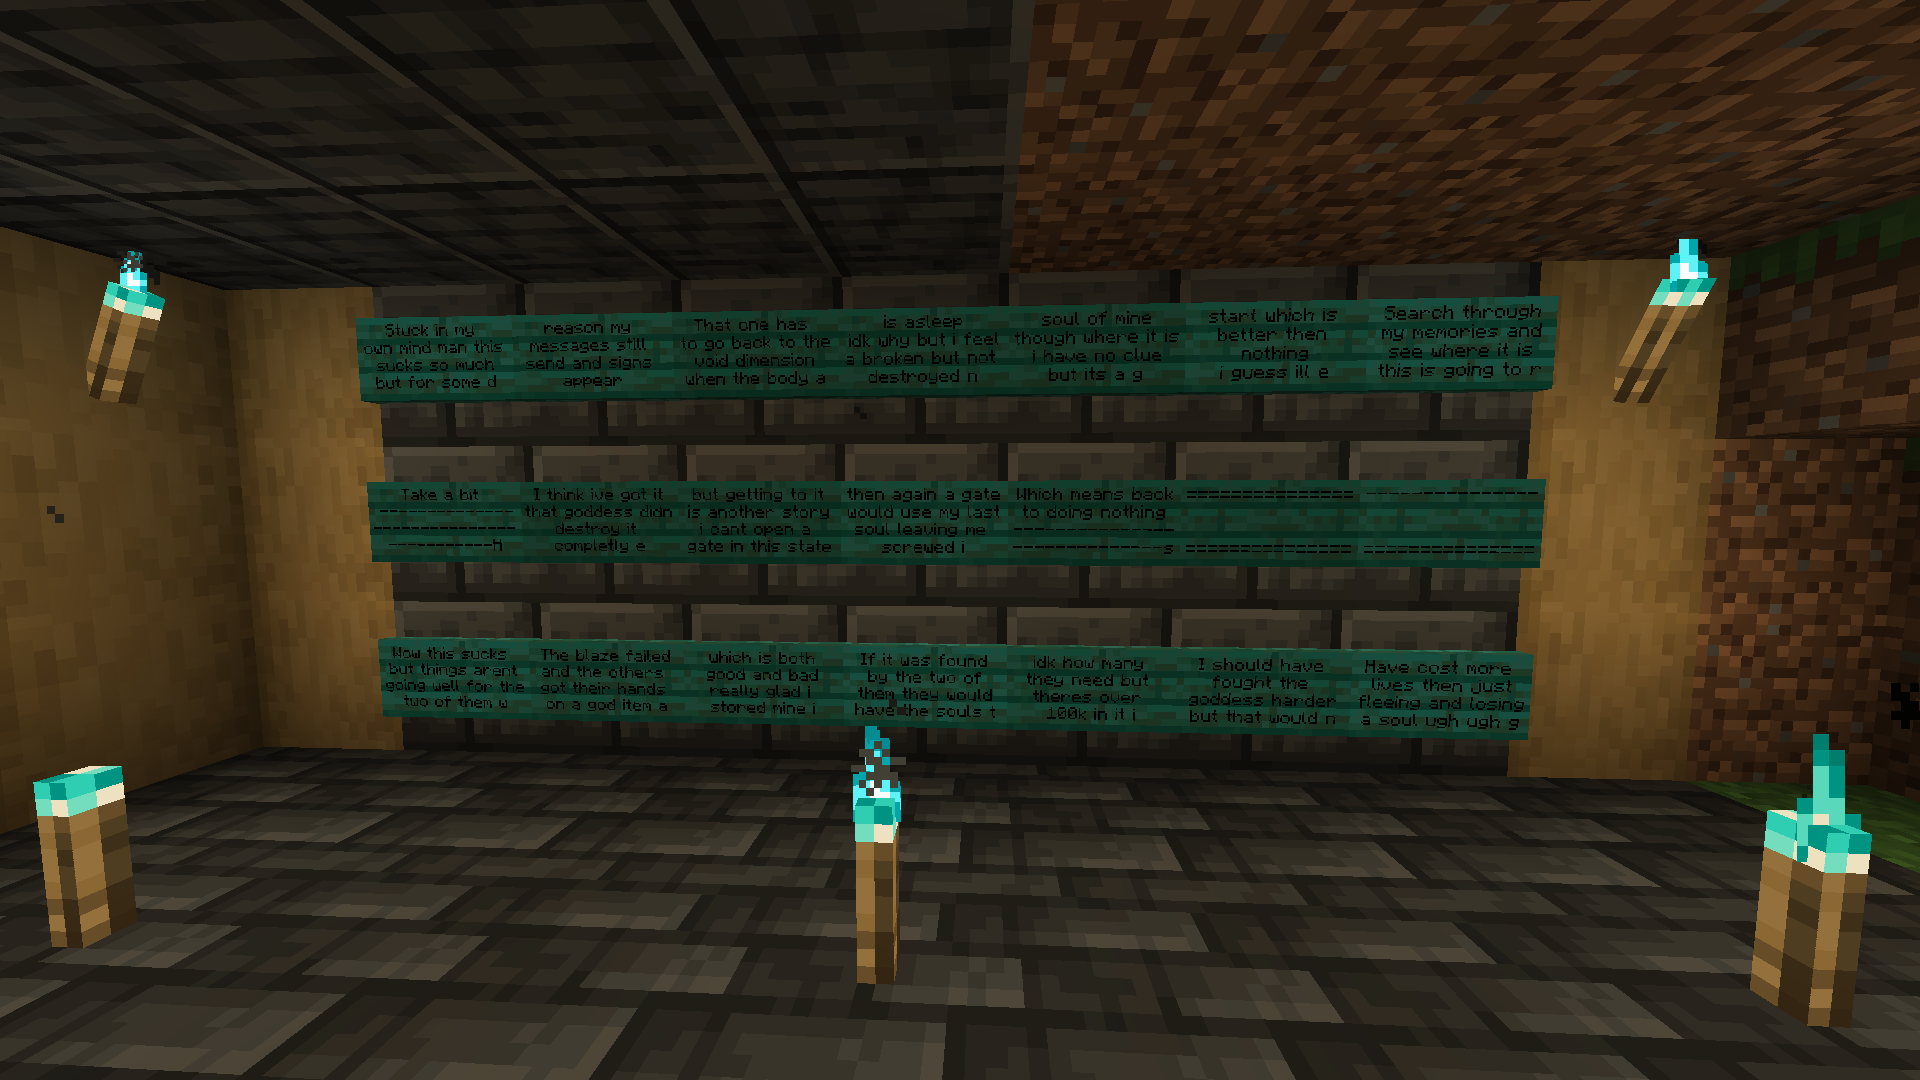 Stuck in my
own mind man this
sucks so much
but for some d
reason my
messages still
send and signs
appear
That one has
to go back to the
void dimension
when the body a
is asleep
idk why but i feel
a broken but not
destroyed n
soul of mine
though where it is
i have no clue
but its a g
start which is
better then
nothing
i guess ill e
Search through
my memories and
see where it is
this is going to r
Take a bit
--------------
---------------
-----------H
I think ive got it
that goddess didn
destroy it
completly e
but getting to it
is another story
i cant open a
gate in this state
then again a gate
would use my last
soul leaving me
screwed i
Which means back
to doing nothing
---------------
--------------s
===============
===============
---------------
===============
Wow this sucks
but things arent
going well for the
two of them w
The blaze failed
and the others
got their hands
on a god item a
which is both
good and bad
really glad i
stored mine i
If it was found
by the two of
them they would
have the souls t
idk how many
they need but
theres over
100k in it i
I should have
fought the
goddess harder
but that would n
Have cost more
lives then just
fleeing and losing
a soul ugh ugh g